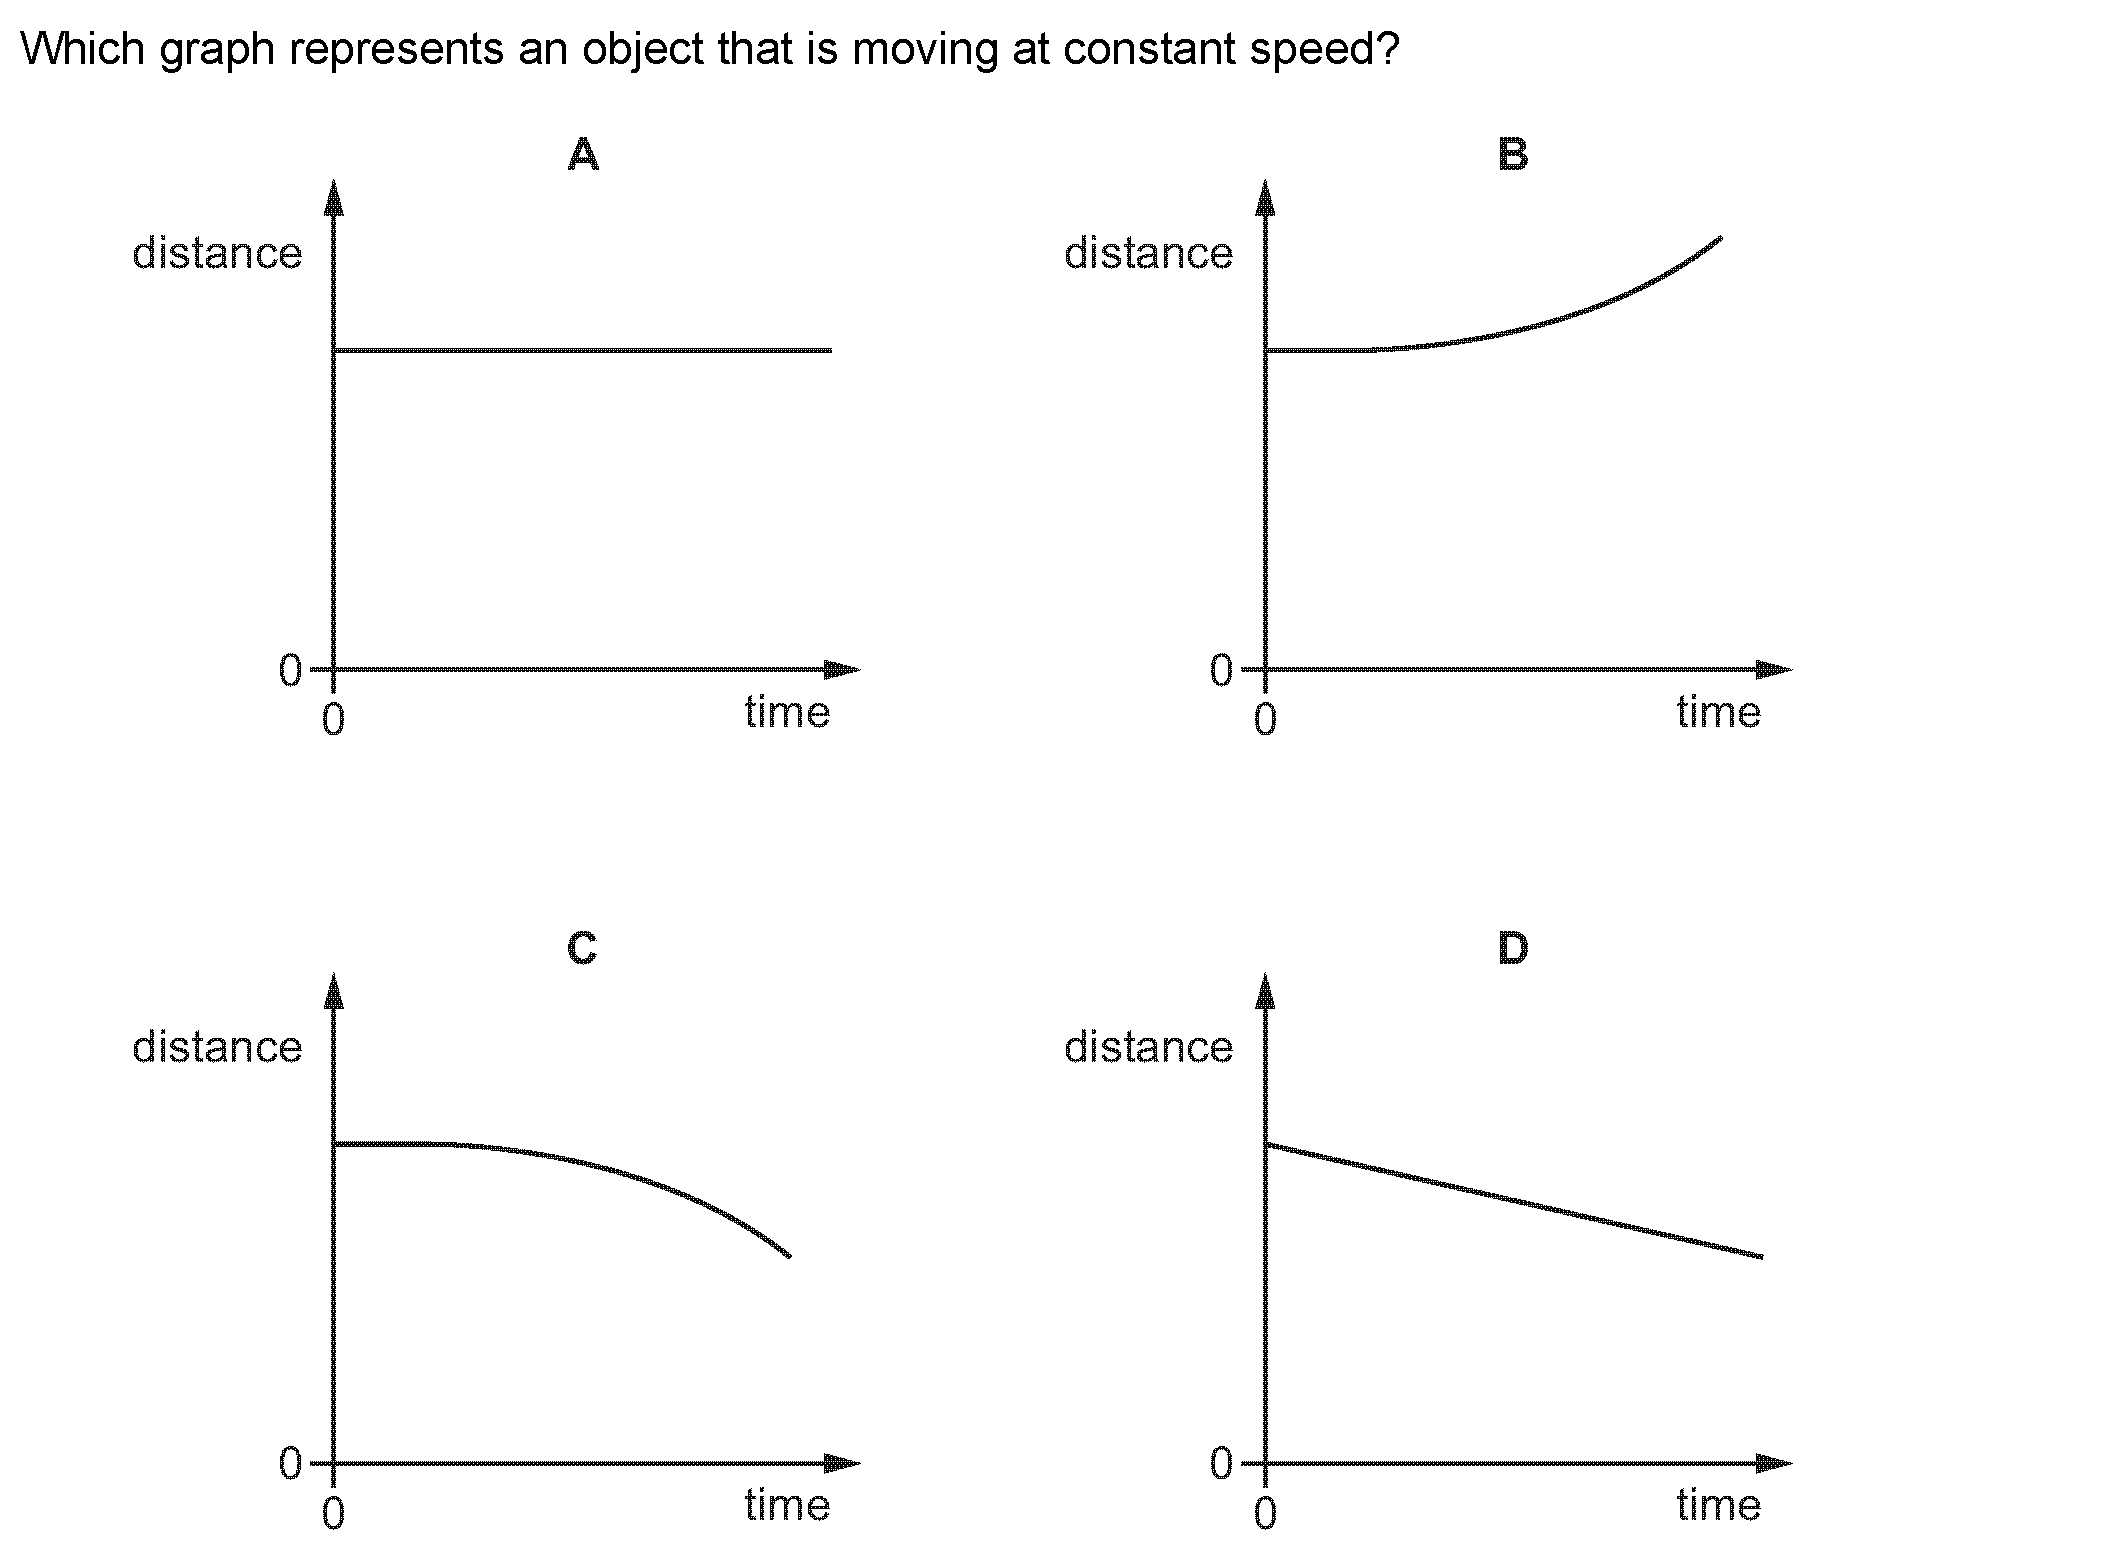 Which graph represents an object that is moving at constant speed?
A
B
distance
distance
0
0
time
time
0
0
C
D
distance
distance
0
0
time
time
0
0